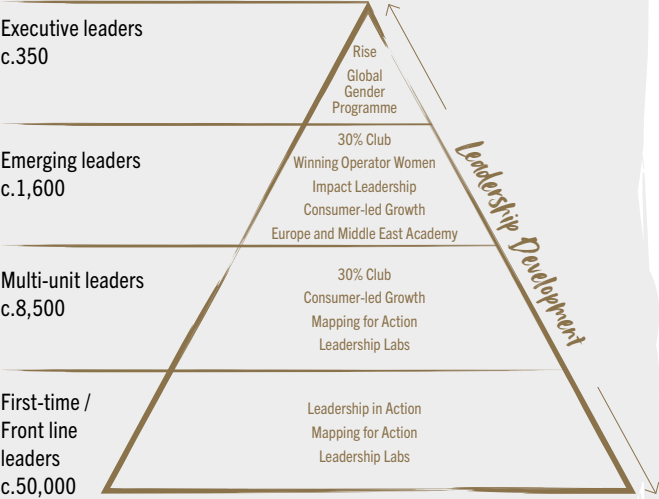 Executive leaders
c.350
Rise
Global
Gender
Programme
Emerging leaders
c.1,600
30% Club
Winning Operator Women
Impact Leadership
Consumer-led Growth
Europe and Middle East Academy
Leadership Development
Multi-unit leaders
c.8,500
30% Club
Consumer-led Growth
Mapping for Action
Leadership Labs
First-time /
Front line
leaders
c.50,000
Leadership in Action
Mapping for Action
Leadership Labs